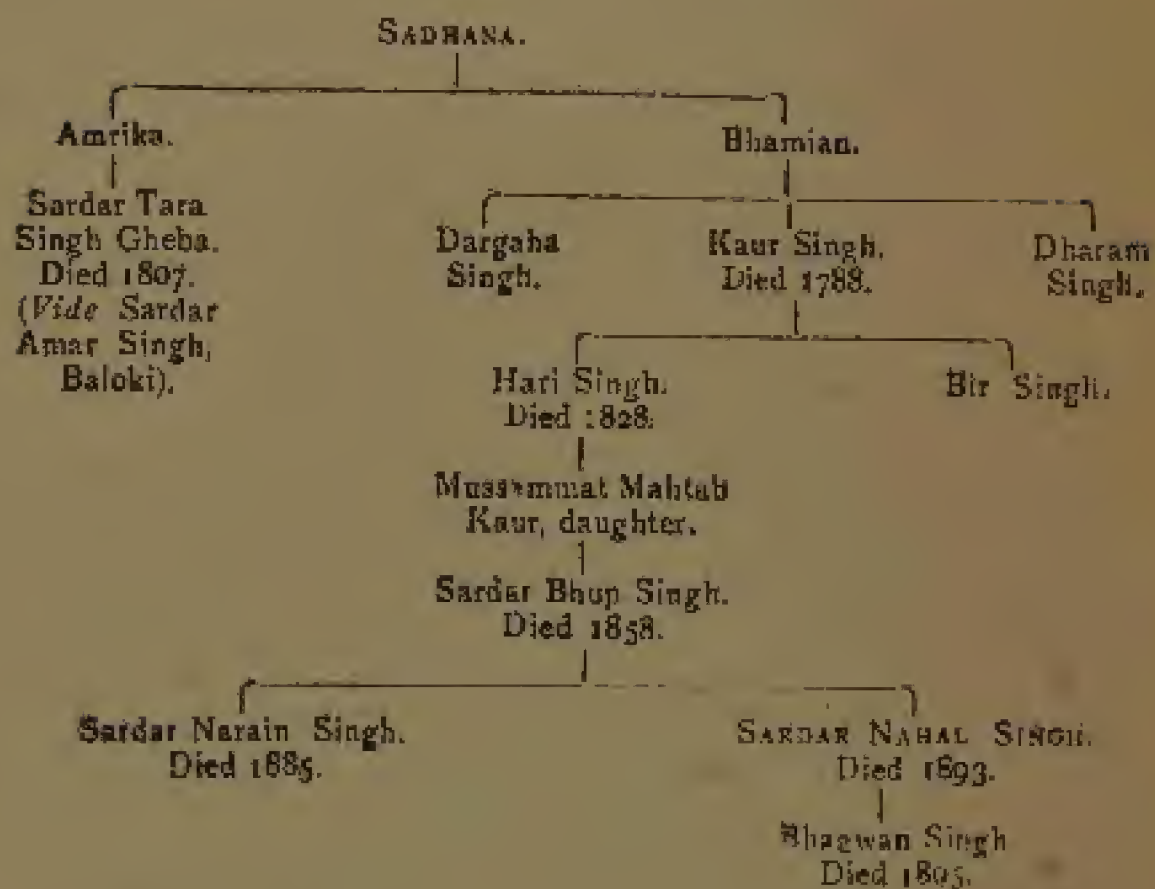 SADHANA.
Amrika.
Bhamian.
Sardar Tara
Singh Gheba.
Died 1807.
(Vide Sardar
Amar Singh,
Baloki).
Dargaha
Singh.
Kaur Singh.
Died 1788.
Dharam
Singh.
Hari Singh.
Died 1828.
Bir Singh.
Mussammat Mahtab
Kaur, daughter.
Sardar Bhup Singh.
Died 1858.
Sardar Narain Singh.
Died 1885.
SARDAR NAHAL SINGH.
Died 1893.
Bhagwan Singh
Died 1895.